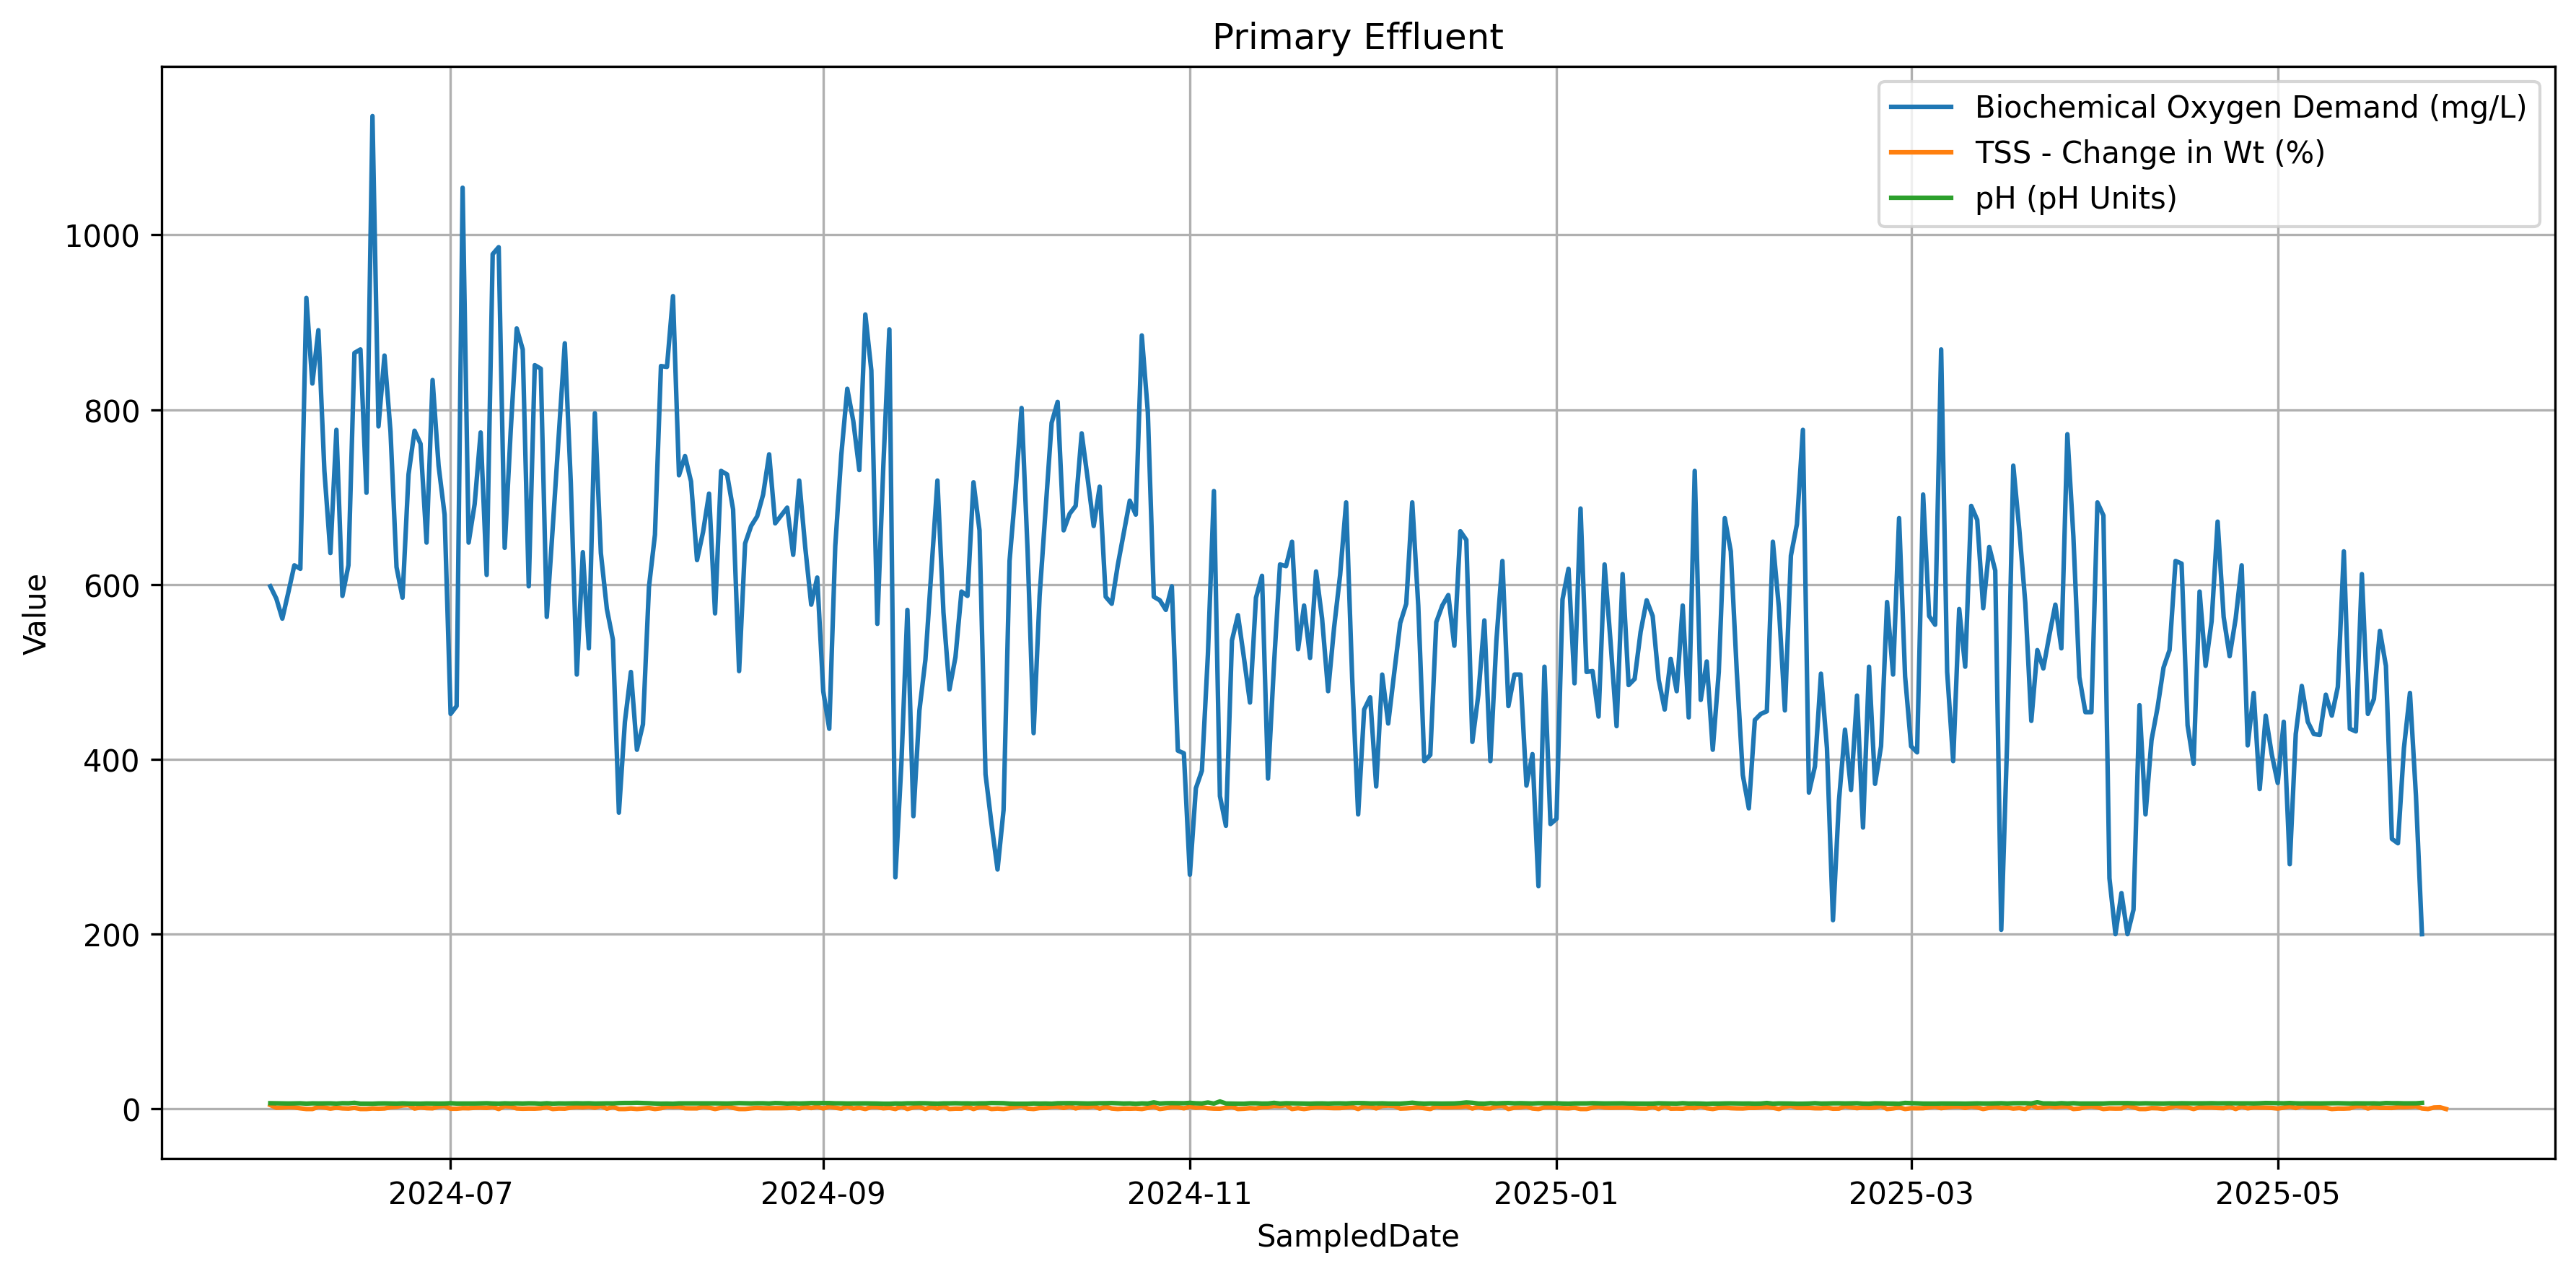 Primary Effluent
Biochemical Oxygen Demand (mg/L)
TSS - Change in Wt (%)
pH (pH Units)
Value
1000
800
600
400
200
0
2024-07
2024-09
2024-11
2025-01
2025-03
2025-05
SampledDate